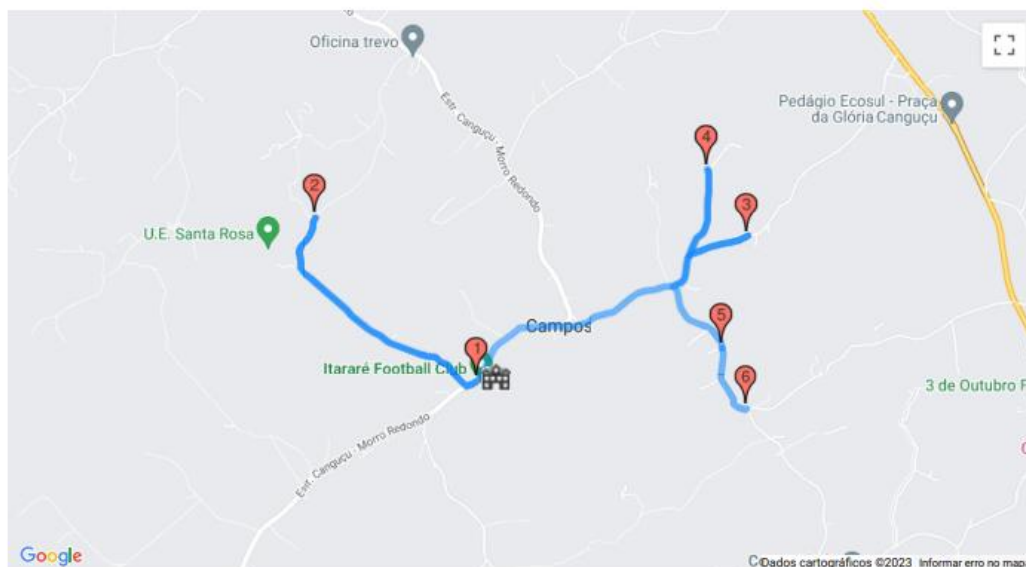 Oficina trevo
Estr. Canguçu - Morro Redondo
Pedágio Ecosul - Praça
da Glória Canguçu
4
2
3
U.E. Santa Rosa
5
Campos
1
Itararé Football Club
6
3 de Outubro F
Estr. Canguçu - Morro Redondo
Google
Dados cartográficos ©2023 Informar erro no mapa